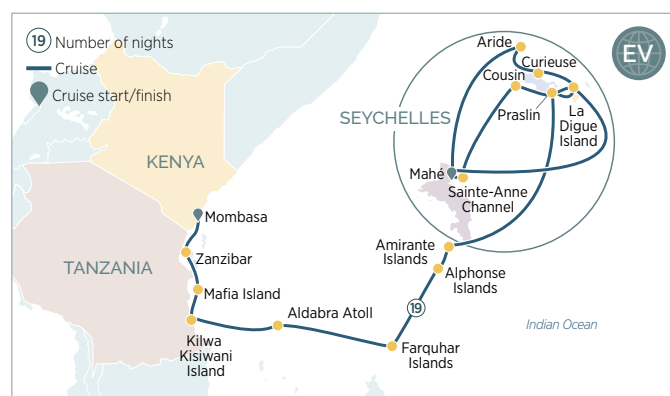 19 Number of nights
Cruise
Cruise start/finish
EV
Aride
Curieuse
Cousin
Praslin
La
Digue
Island
SEYCHELLES
KENYA
Mahé
Sainte-Anne
Channel
Mombasa
Amirante
Islands
Zanzibar
TANZANIA
Alphonse
Islands
Mafia Island
19
Aldabra Atoll
Indian Ocean
Kilwa
Kisiwani
Island
Farquhar
Islands